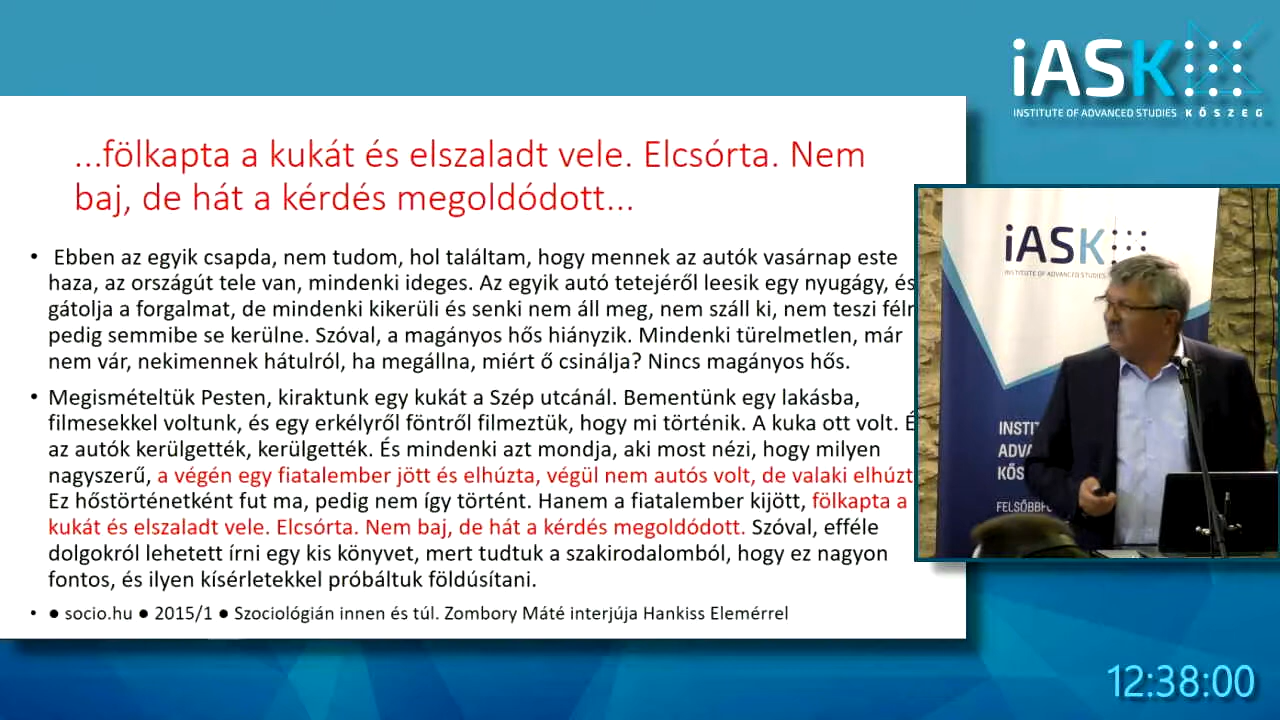 iASK
INSTITUTE OF ADVANCED STUDIES KŐSZEG
...fölkapta a kukát és elszaladt vele. Elcsórta. Nem
baj, de hát a kérdés megoldódott...
• Ebben az egyik csapda, nem tudom, hol találtam, hogy mennek az autók vasárnap este
haza, az országút tele van, mindenki ideges. Az egyik autó tetejéről leesik egy nyugágy, és
gátolja a forgalmat, de mindenki kikerüli és senki nem áll meg, nem száll ki, nem teszi
pedig semmibe se kerülne. Szóval, a magányos hős hiányzik. Mindenki türelmetlen, már
nem vár, nekimennek hátulról, ha megállna, miért ő csinálja? Nincs magányos hős.
• Megismételtük Pesten, kiraktunk egy kukát a Szép utcánál. Bementünk egy lakásba,
filmesekkel voltunk, és egy erkélyről föntről filmeztük, hogy mi történik. A kuka ott volt.
az autók kerülgették, kerülgették. És mindenki azt mondja, aki most nézi, hogy milyen
nagyszerű, a végén egy fiatalember jött és elhúzta, végül nem autós volt, de valaki
Ez hőstörténetként fut ma, pedig nem így történt. Hanem a fiatalember kijött, fölkapta a
kukát és elszaladt vele. Elcsórta. Nem baj, de hát a kérdés megoldódott. Szóval, efféle
dolgokról lehetett írni egy kis könyvet, mert tudtuk a szakirodalomból, hogy ez nagyon
fontos, és ilyen kísérletekkel próbáltuk földúsítani.
• ● socio.hu ● 2015/1 ● Szociológián innen és túl. Zombory Máté interjúja Hankiss Elemérrel
iASK
INSTITUTE OF ADVANCED STUDIES
12:38:00